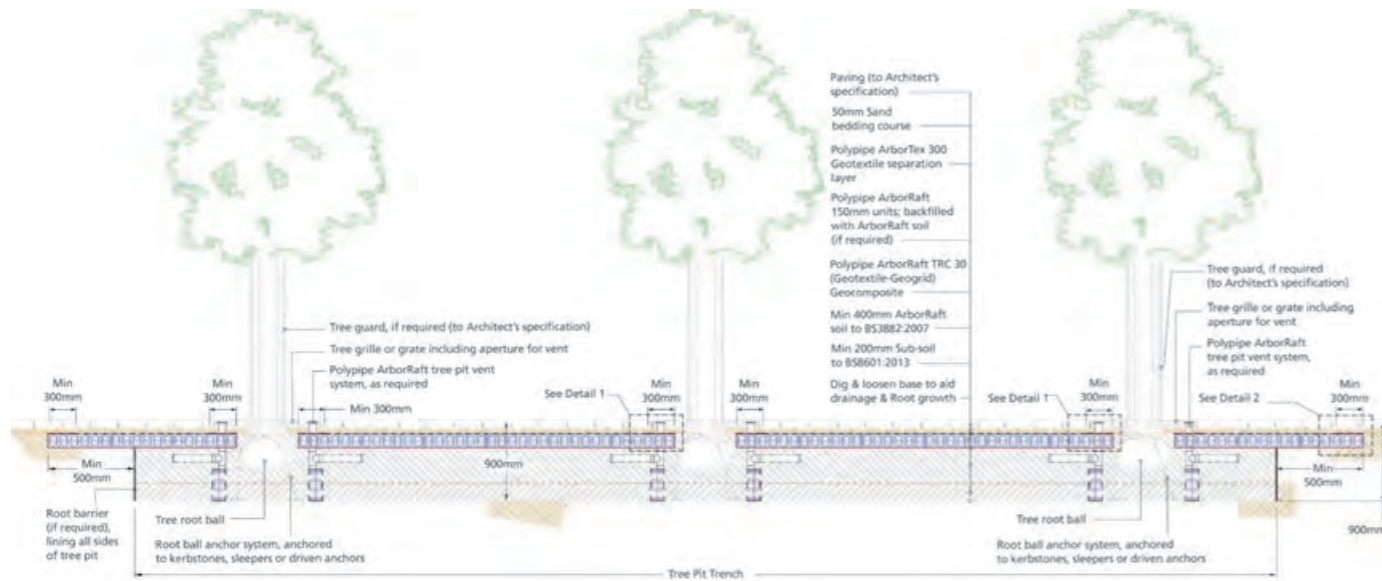 Paving (to Architect's
specification)
50mm Sand
bedding course
Polypipe ArborTex 300
Geotextile separation
layer
Polypipe ArborRaft
150mm units; backfilled
with ArborRaft soil
(if required)
Polypipe ArborRaft TRC 30
(Geotextile-Geogrid)
Geocomposite
Min 400mm ArborRaft
soil to BS3882:2007
Min 200mm Sub-soil
to BS8601:2013
Dig & loosen base to aid
drainage & Root growth
Tree guard, if required (to Architect's specification)
Tree grille or grate including aperture for vent
Polypipe ArborRaft tree pit vent
system, as required
Tree guard, if required
(to Architect's specification)
Tree grille or grate including
aperture for vent
Polypipe ArborRaft
tree pit vent system,
as required
Min
300mm
Min
300mm
Min 300mm
See Detail 1
Min
300mm
Min
300mm
See Detail 1
Min
300mm
See Detail 2
Min
300mm
Min
500mm
900mm
Min
500mm
900mm
Root barrier
(if required),
lining all sides
of tree pit
Tree root ball
Root ball anchor system, anchored
to kerbstones, sleepers or driven anchors
Tree root ball
Root ball anchor system, anchored
to kerbstones, sleepers or driven anchors
Tree Pit Trench